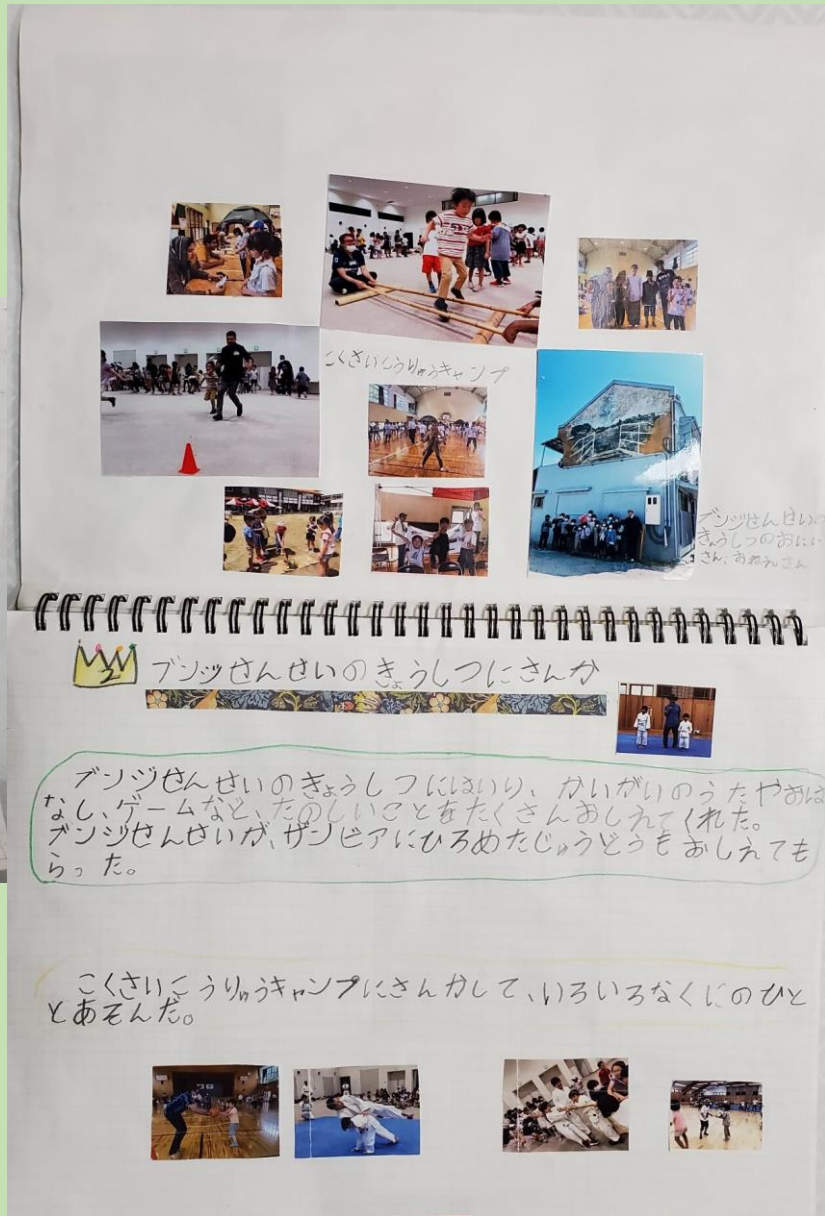 こくさいこうりゅうキャンプ
ブンジせんせいの
きょうしつのおにい
さん、おねえさん
2
ブンジせんせいのきょうしつにさんか
ブンジせんせいのきょうしつにはいり、かいがいのうたやおは
なし、ゲームなど、たのしいことをたくさんおしえてくれた。
ブンジせんせいが、ザンビアにひろめたじゅうどうもおしえても
らった。
こくさいこうりゅうキャンプにさんかして、いろいろなくにのひと
とあそんだ。